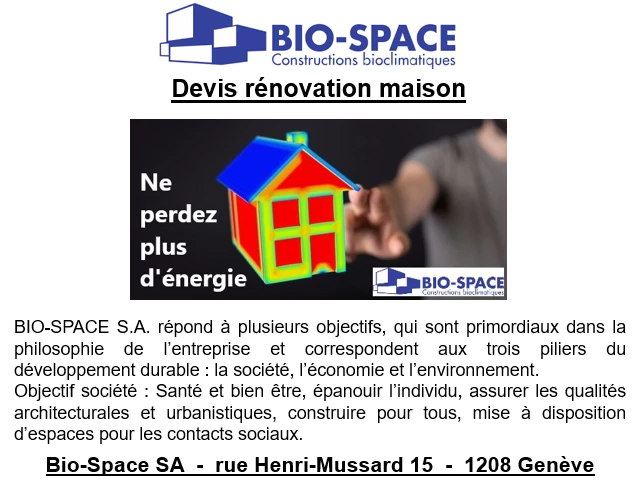 BIO-SPACE
Constructions bioclimatiques
Devis rénovation maison
Ne
perdez
plus
d'énergie
BIO-SPACE
Constructions bioclimatiques
BIO-SPACE S.A. répond à plusieurs objectifs, qui sont primordiaux dans la
philosophie de l'entreprise et correspondent aux trois piliers du
développement durable : la société, l'économie et l'environnement.
Objectif société : Santé et bien être, épanouir l'individu, assurer les qualités
architecturales et urbanistiques, construire pour tous, mise à disposition
d'espaces pour les contacts sociaux.
Bio-Space SA - rue Henri-Mussard 15 - 1208 Genève